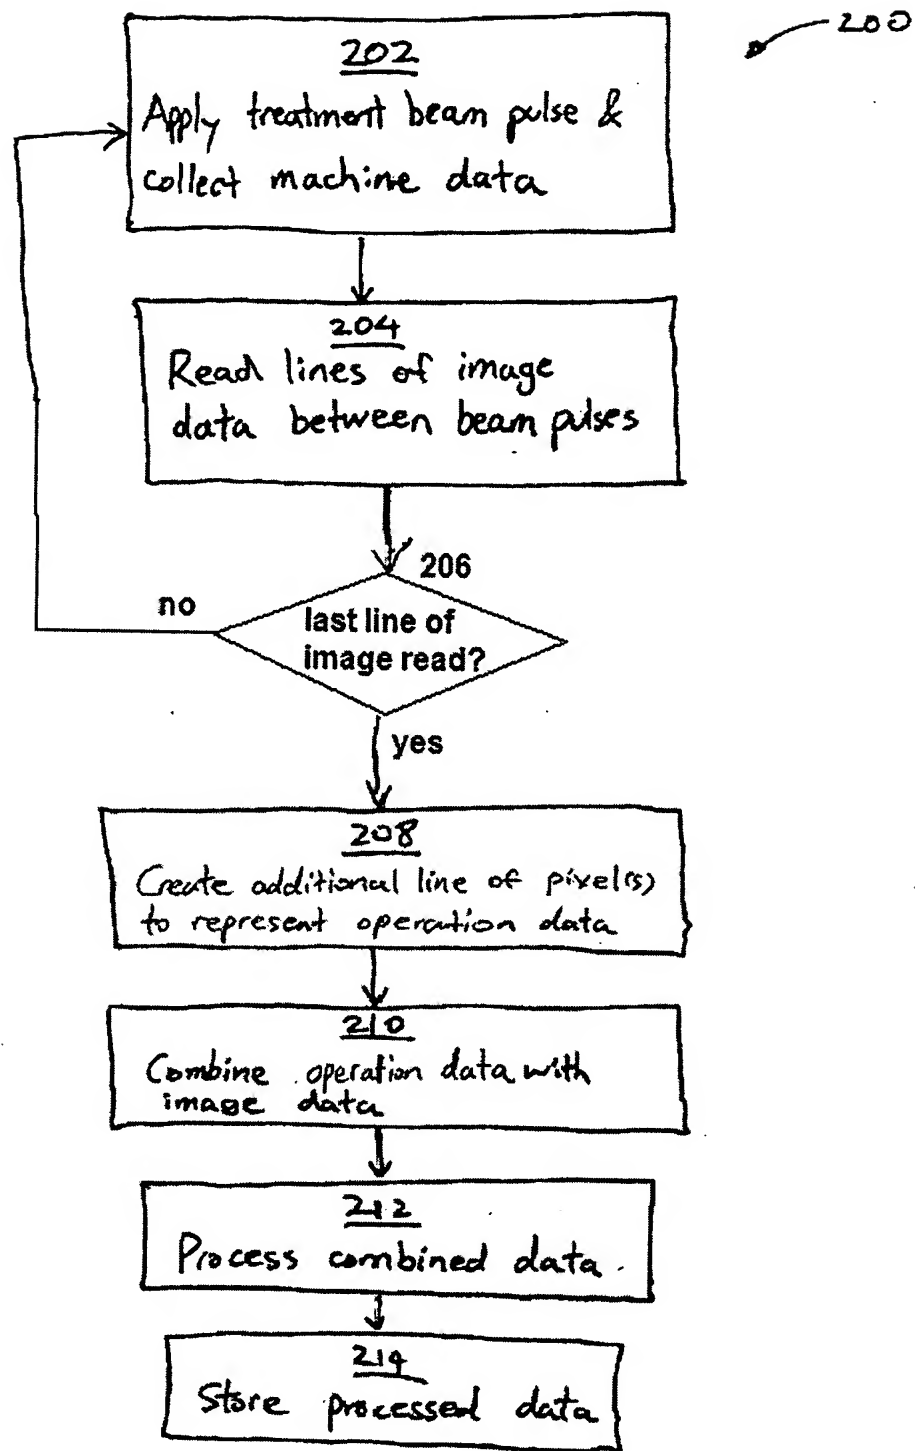 200
202
Apply treatment beam pulse &
collect machine data
204
Read lines of image
data between beam pulses
206
no
last line of
image read?
yes
208
Create additional line of pixel(s)
to represent operation data
210
Combine operation data with
image data
212
Process combined data.
214
Store processed data